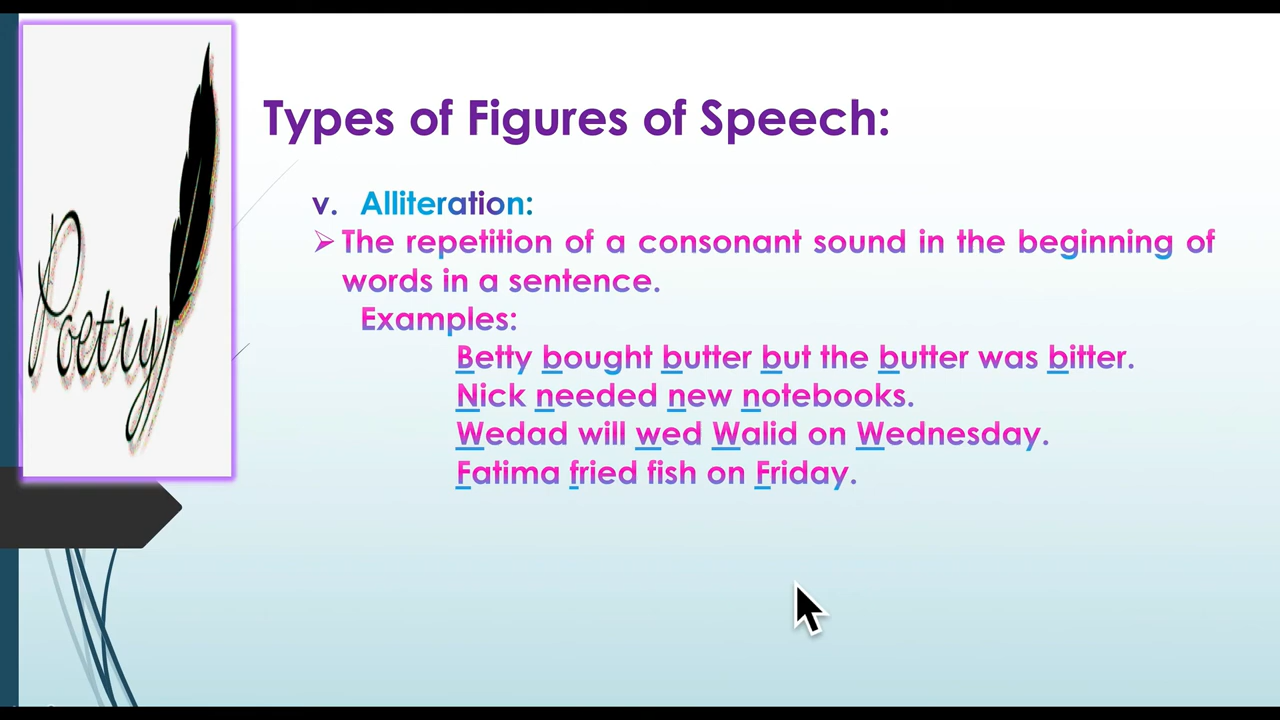 Poetry
Types of Figures of Speech:
v. Alliteration:
➢ The repetition of a consonant sound in the beginning of
words in a sentence.
Examples:
Betty bought butter but the butter was bitter.
Nick needed new notebooks.
Wedad will wed Walid on Wednesday.
Fatima fried fish on Friday.